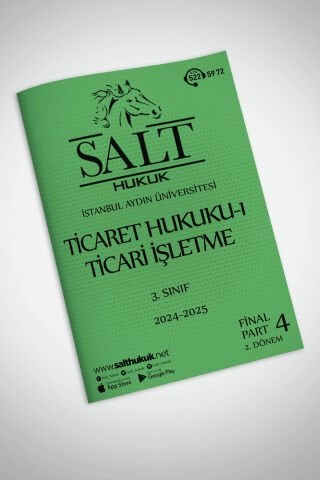 522 59 72
SALT
HUKUK
İSTANBUL AYDIN ÜNİVERSİTESİ
TİCARET HUKUKU-I
TİCARİ İŞLETME
3. SINIF
2024-2025
FİNAL
PART 4
2. DÖNEM
www.salthukuk.net
App Store
Google Play